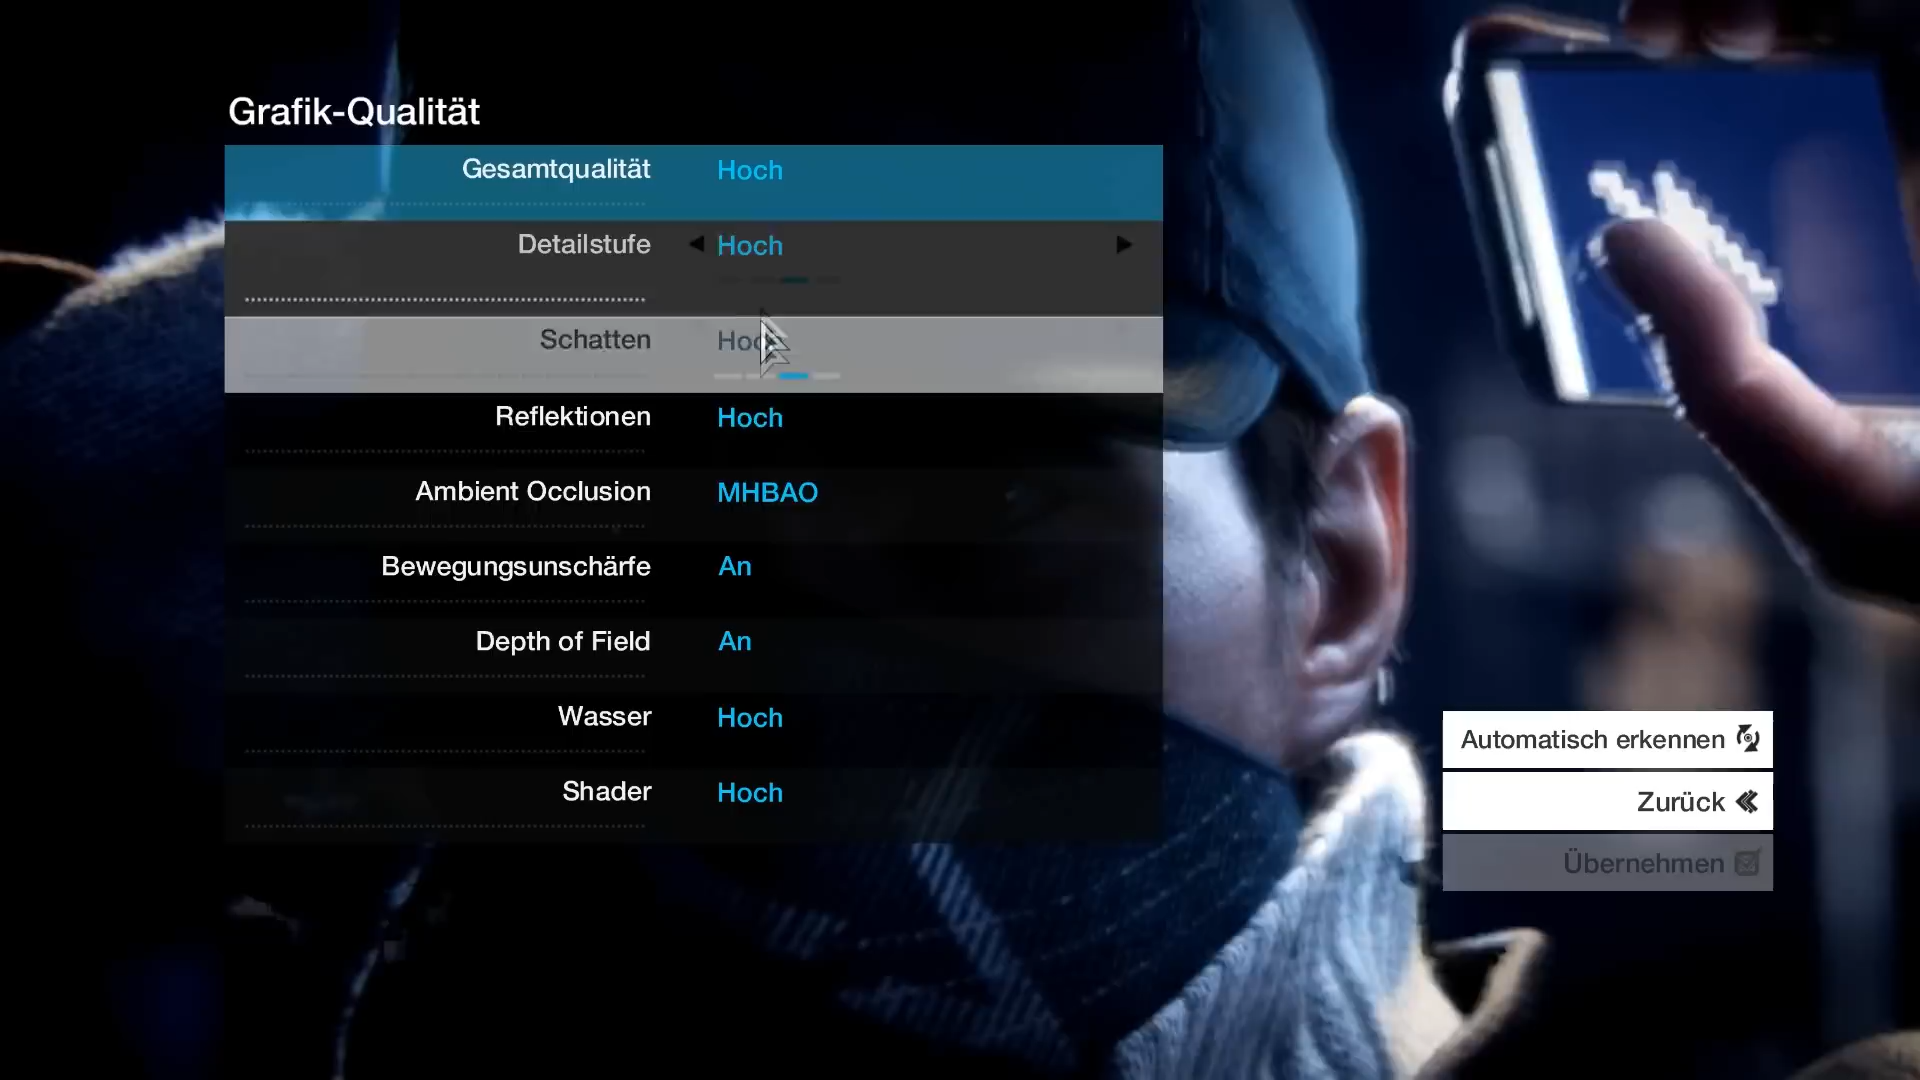 Grafik-Qualität
Gesamtqualität Hoch
Detailstufe Hoch
Schatten Hoch
Reflektionen Hoch
Ambient Occlusion MHBAO
Bewegungsunschärfe An
Depth of Field An
Wasser Hoch
Shader Hoch
Automatisch erkennen
Zurück
Übernehmen